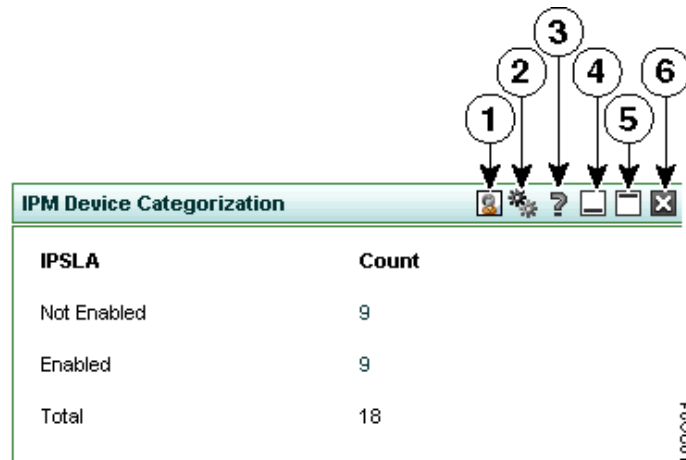 3
2 4 6
1 5
IPM Device Categorization ?
IPSLA Count
Not Enabled 9
Enabled 9
Total 18